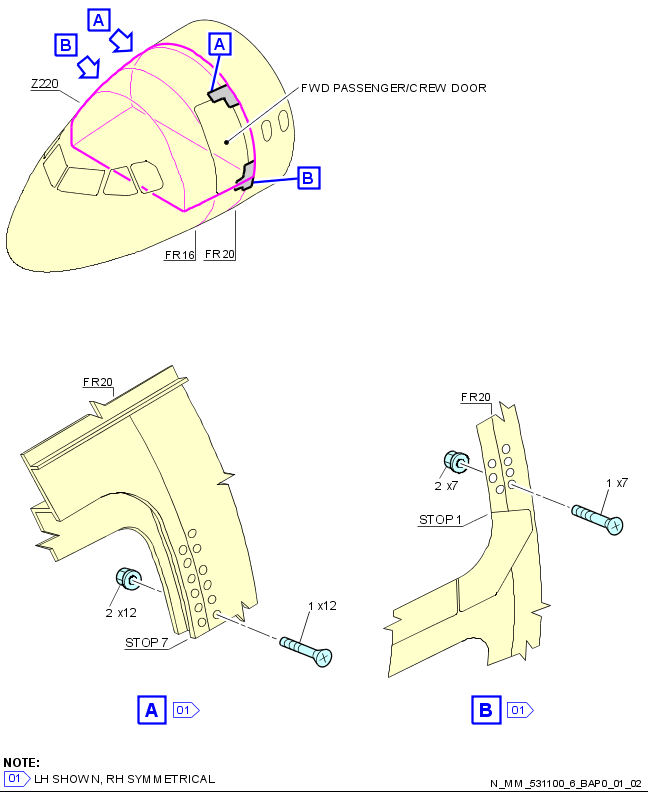 A
B
A
Z220
FWD PASSENGER/CREW DOOR
B
FR16
FR20
FR20
2 x12
1 x12
STOP 7
A
01
FR20
2 x7
1 x7
STOP 1
B
01
NOTE:
01 LH SHOWN, RH SYMMETRICAL
N_MM_531100_6_BAP0_01_02